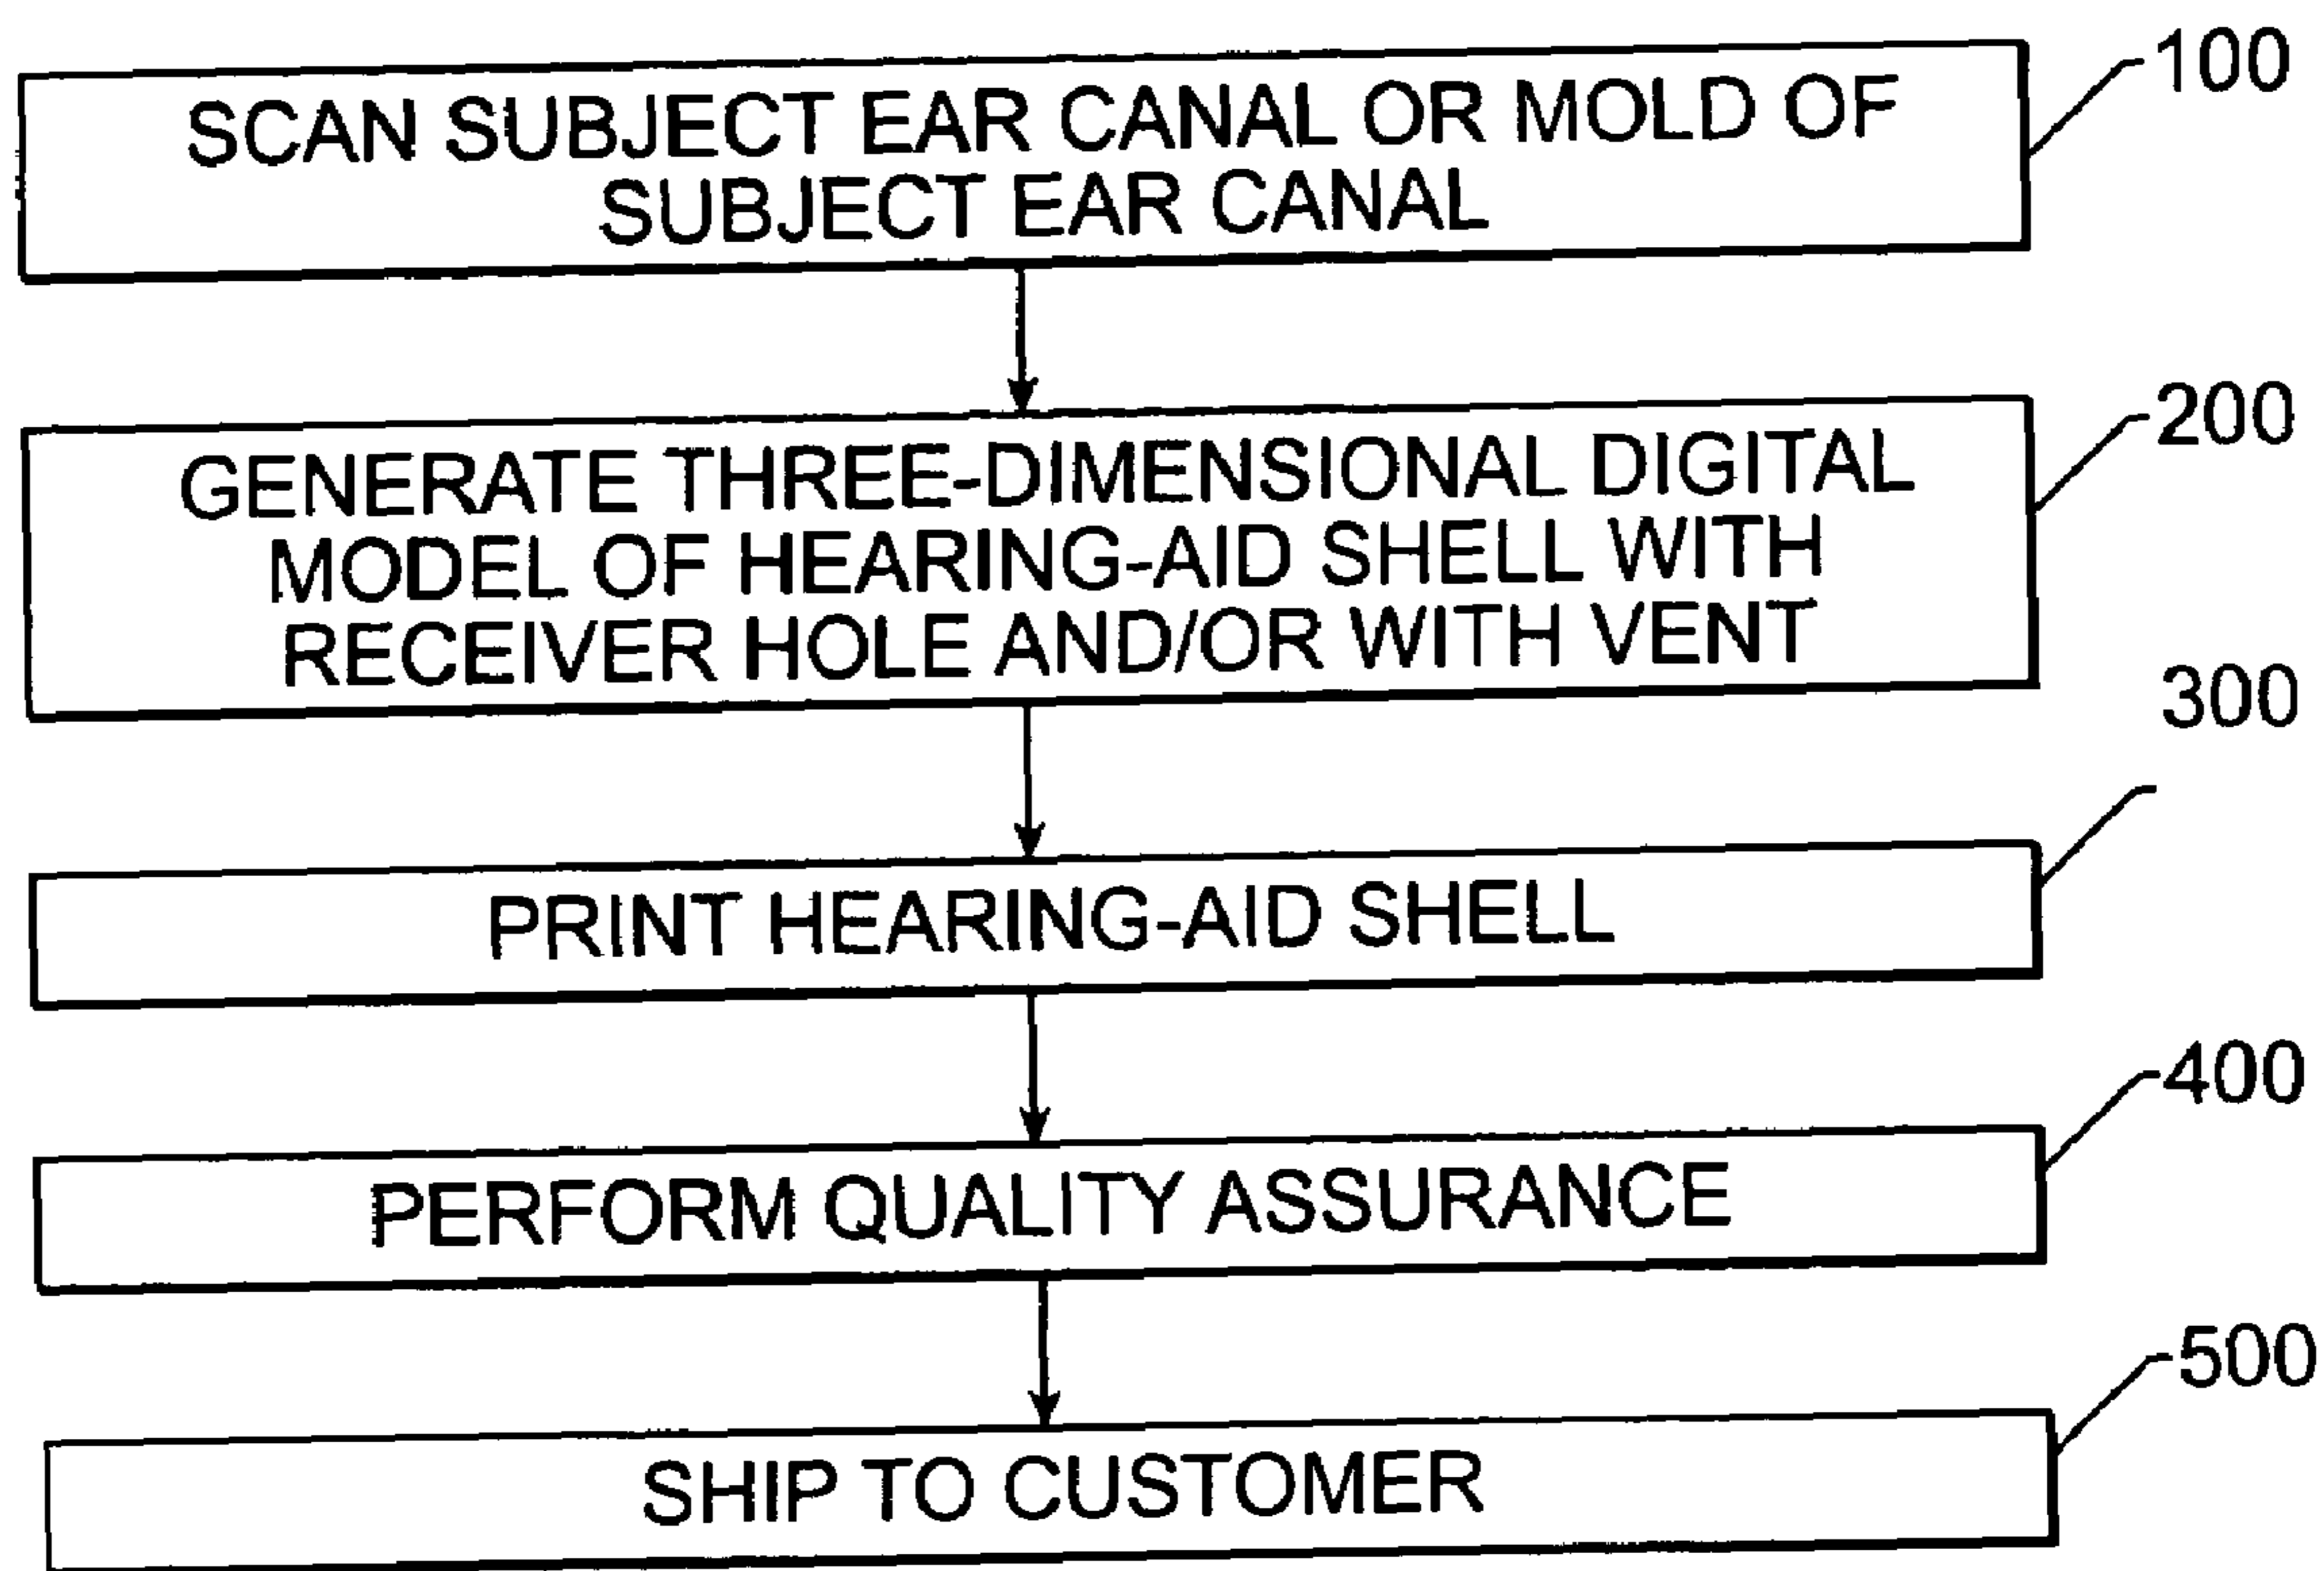 100
SCAN SUBJECT EAR CANAL OR MOLD OF
SUBJECT EAR CANAL
200
GENERATE THREE-DIMENSIONAL DIGITAL
MODEL OF HEARING-AID SHELL WITH
RECEIVER HOLE AND/OR WITH VENT
300
PRINT HEARING-AID SHELL
400
PERFORM QUALITY ASSURANCE
500
SHIP TO CUSTOMER